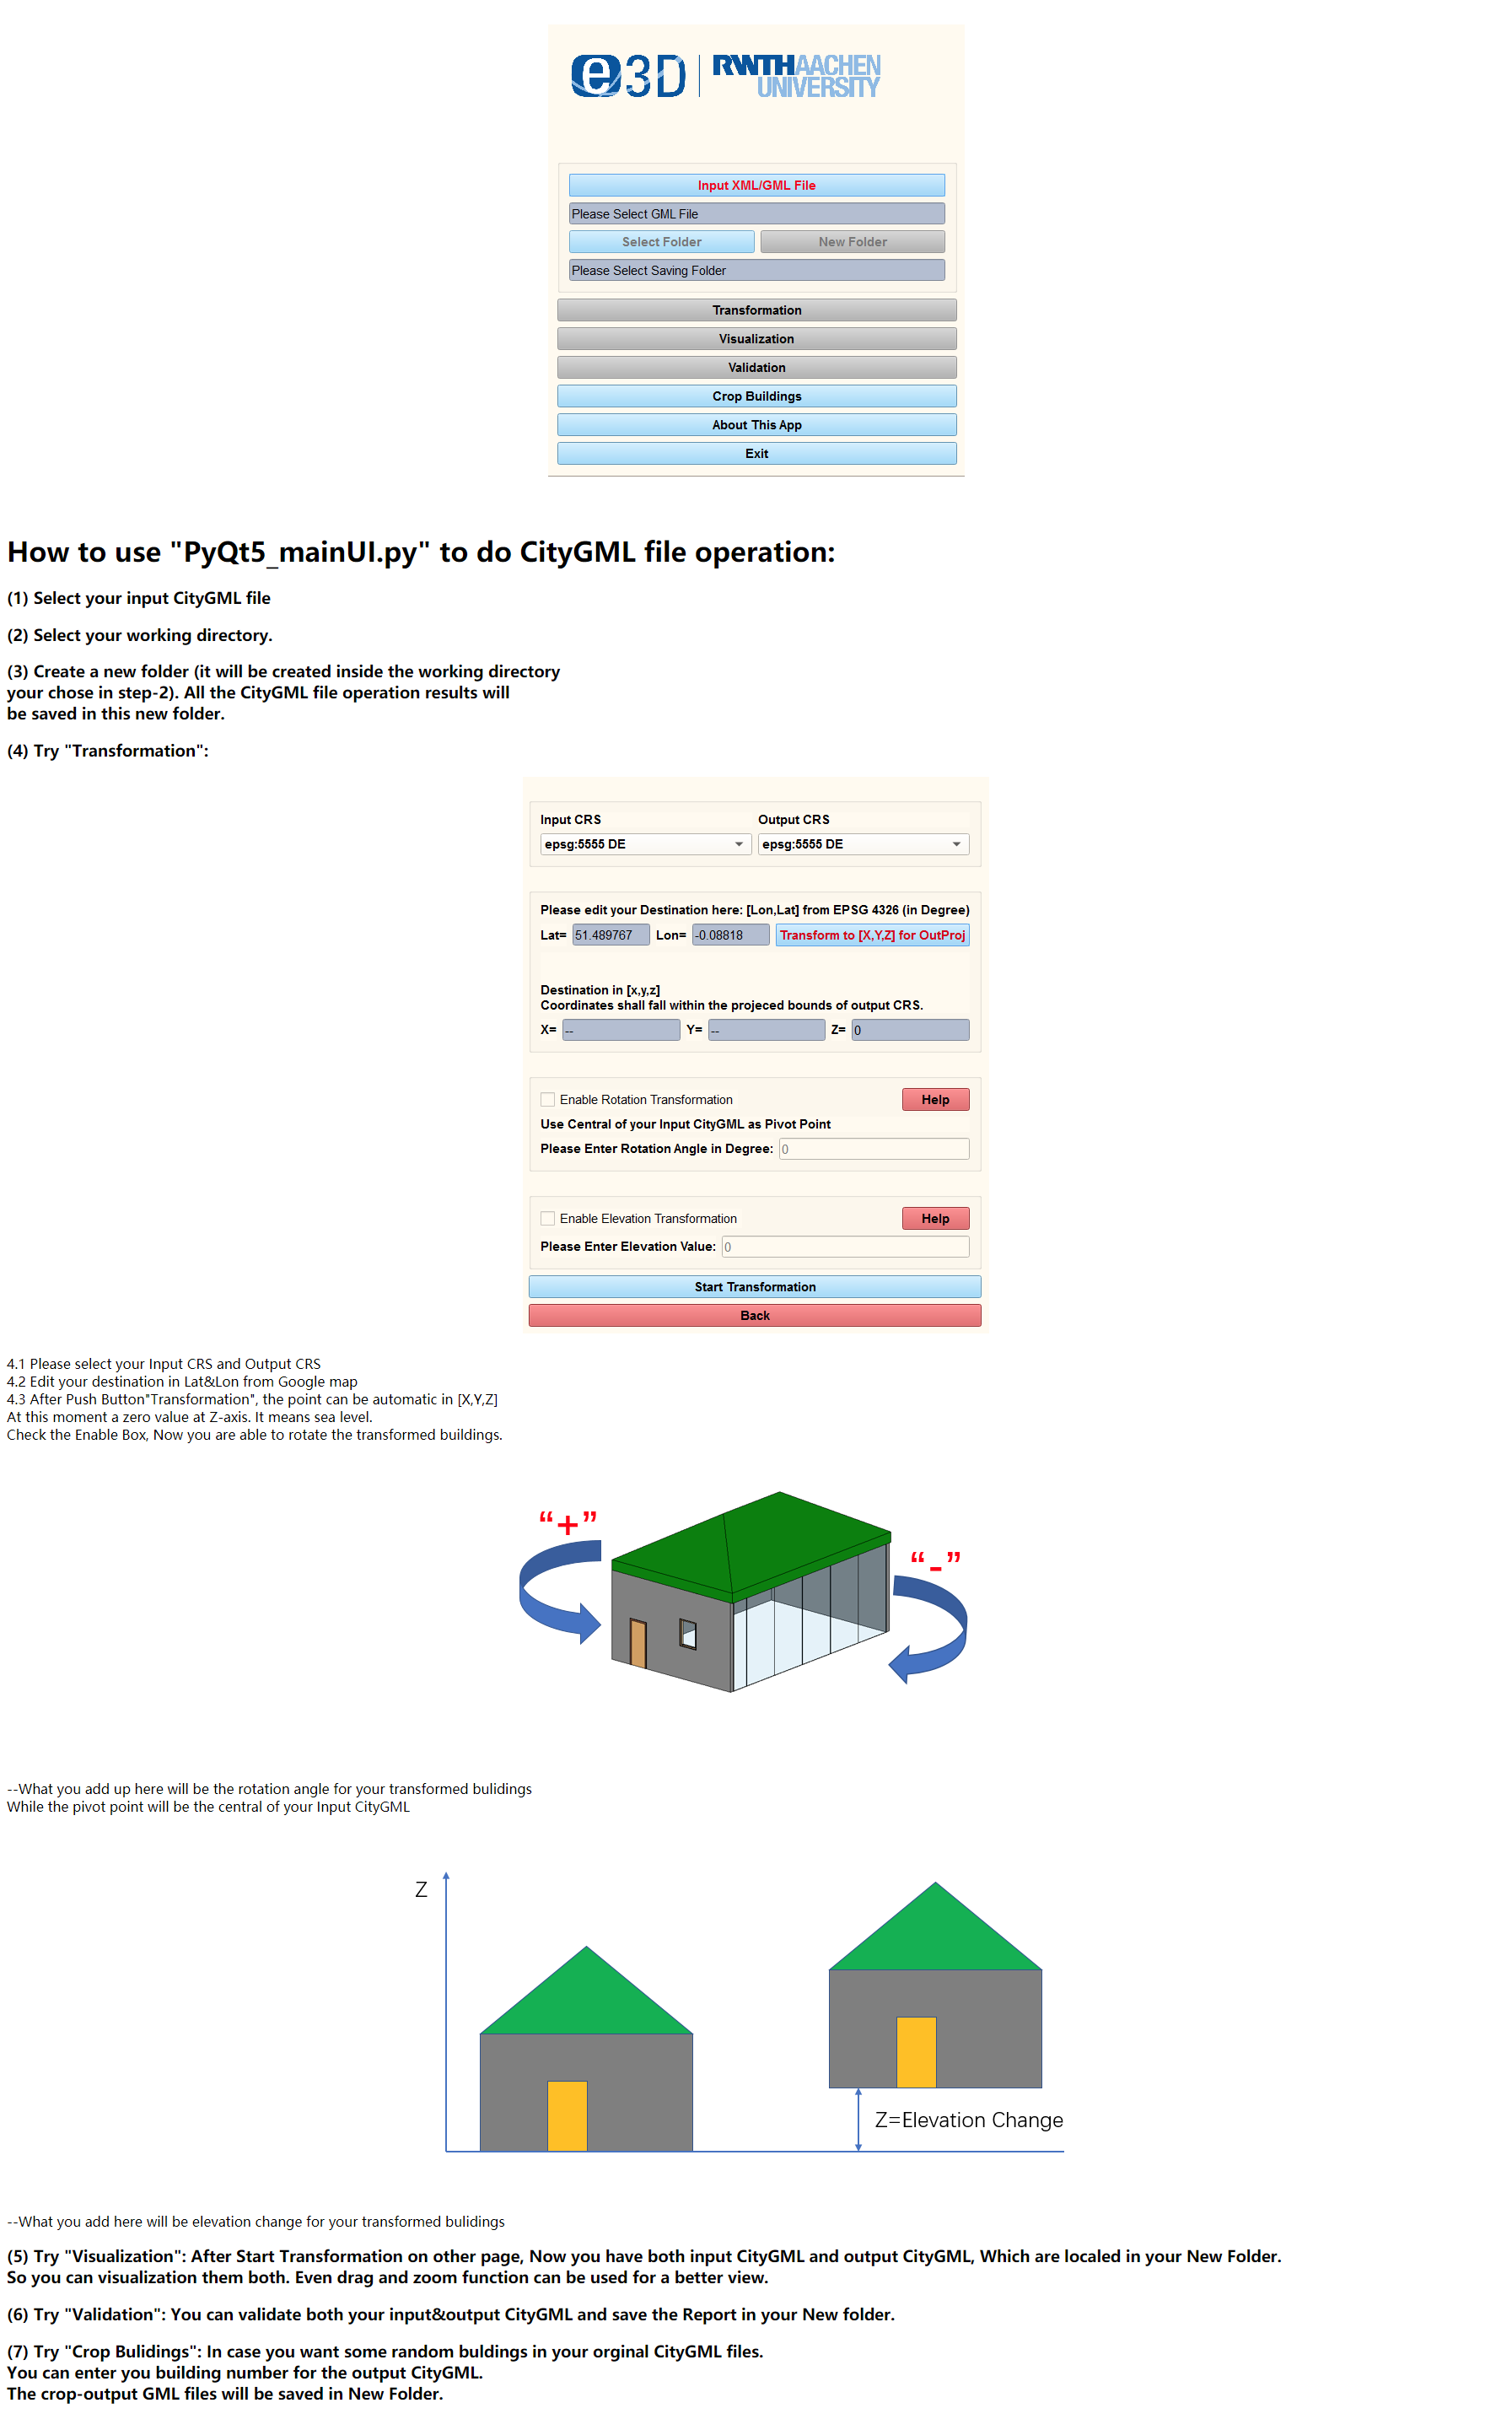 e3D | RWTH AACHEN
UNIVERSITY
Input XML/GML File
Please Select GML File
Select Folder New Folder
Please Select Saving Folder
Transformation
Visualization
Validation
Crop Buildings
About This App
Exit
How to use "PyQt5_mainUI.py" to do CityGML file operation:
(1) Select your input CityGML file
(2) Select your working directory.
(3) Create a new folder (it will be created inside the working directory
your chose in step-2). All the CityGML file operation results will
be saved in this new folder.
(4) Try "Transformation":
Input CRS Output CRS
epsg:5555 DE epsg:5555 DE
Please edit your Destination here: [Lon,Lat] from EPSG 4326 (in Degree)
Lat= 51.489767 Lon= -0.08818 Transform to [X,Y,Z] for OutProj
Destination in [x,y,z]
Coordinates shall fall within the projeced bounds of output CRS.
X= -- Y= -- Z= 0
Enable Rotation Transformation Help
Use Central of your Input CityGML as Pivot Point
Please Enter Rotation Angle in Degree: 0
Enable Elevation Transformation Help
Please Enter Elevation Value: 0
Start Transformation
Back
4.1 Please select your Input CRS and Output CRS
4.2 Edit your destination in Lat&Lon from Google map
4.3 After Push Button"Transformation", the point can be automatic in [X,Y,Z]
At this moment a zero value at Z-axis. It means sea level.
Check the Enable Box, Now you are able to rotate the transformed buildings.
“+”
“-”
--What you add up here will be the rotation angle for your transformed bulidings
While the pivot point will be the central of your Input CityGML
Z
Z=Elevation Change
--What you add here will be elevation change for your transformed bulidings
(5) Try "Visualization": After Start Transformation on other page, Now you have both input CityGML and output CityGML, Which are localed in your New Folder.
So you can visualization them both. Even drag and zoom function can be used for a better view.
(6) Try "Validation": You can validate both your input&output CityGML and save the Report in your New folder.
(7) Try "Crop Bulidings": In case you want some random buldings in your orginal CityGML files.
You can enter you building number for the output CityGML.
The crop-output GML files will be saved in New Folder.